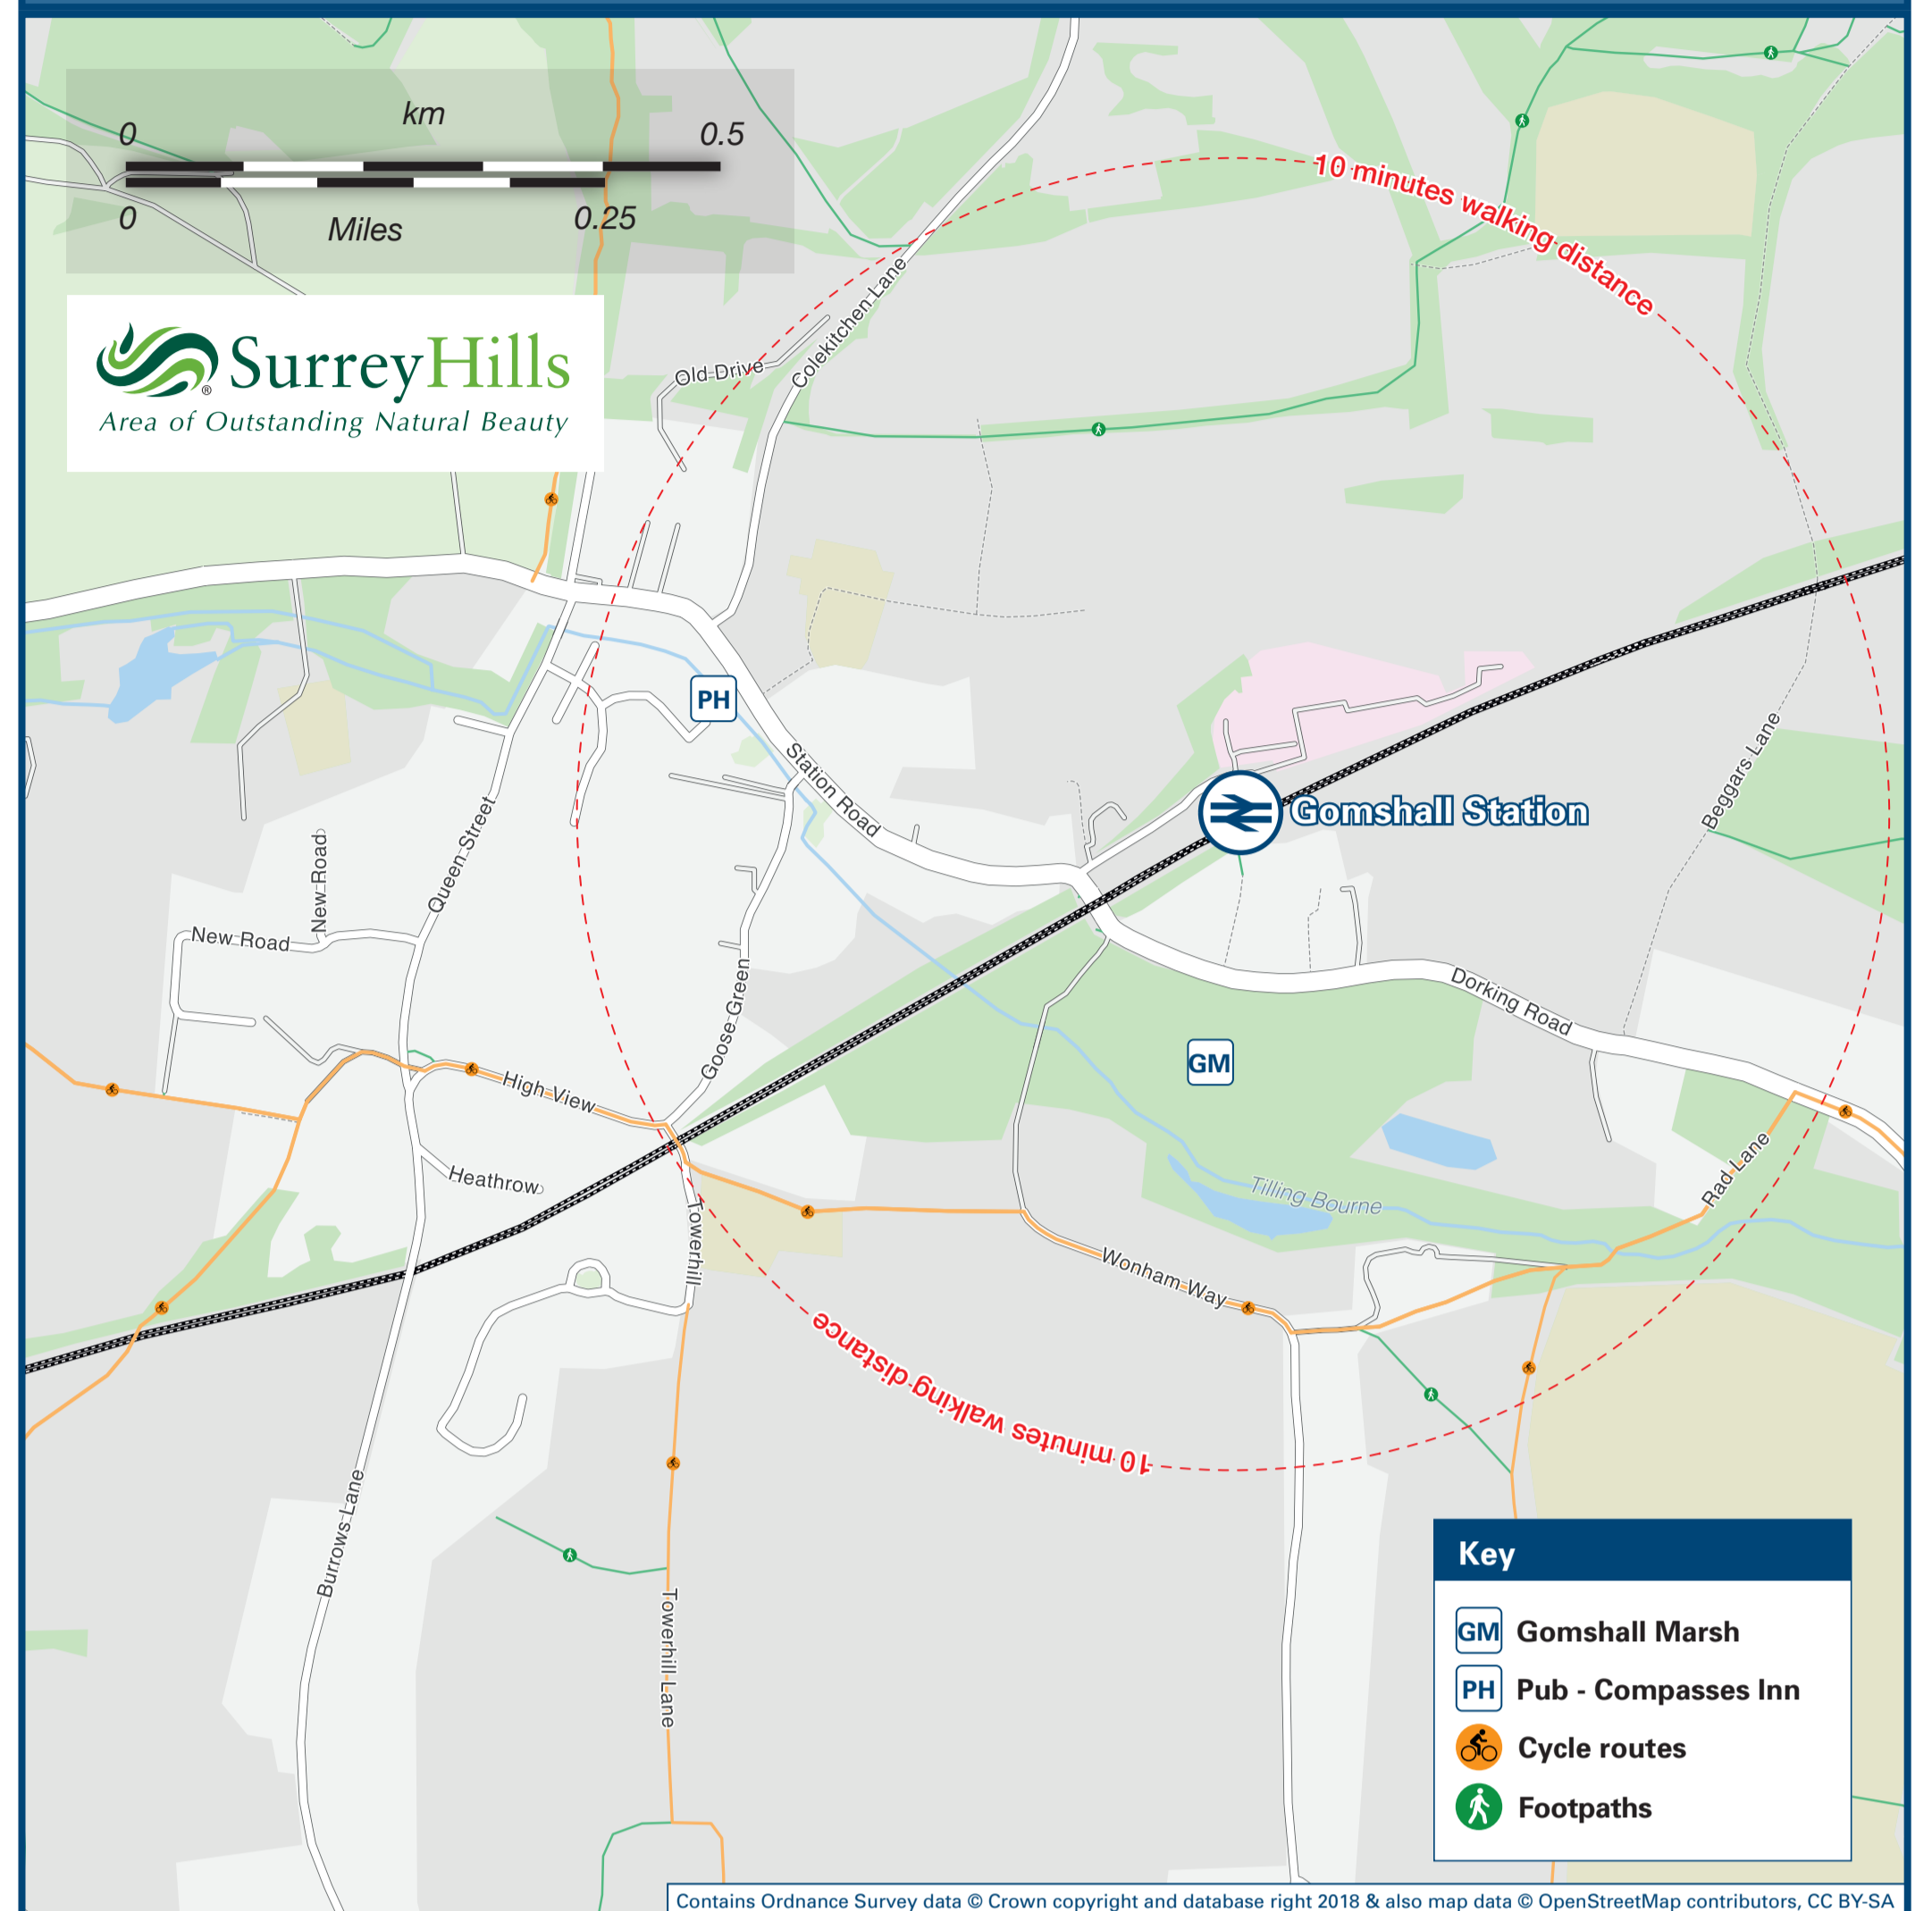 km
0 0.5
0 0.25
Miles
SurreyHills
®
Area of Outstanding Natural Beauty
10 minutes walking distance
Colekitchen Lane
Old Drive
PH
Station Road
Gomshall Station
Beggars Lane
Queen Street
New Road
New Road
Goose Green
Dorking Road
GM
High View
Heathrow
Towerhill
Tilling Bourne
Rad Lane
Wonham Way
10 minutes walking distance
Burrows Lane
Towerhill Lane
Key
GM Gomshall Marsh
PH Pub - Compasses Inn
Cycle routes
Footpaths
Contains Ordnance Survey data © Crown copyright and database right 2018 & also map data © OpenStreetMap contributors, CC BY-SA